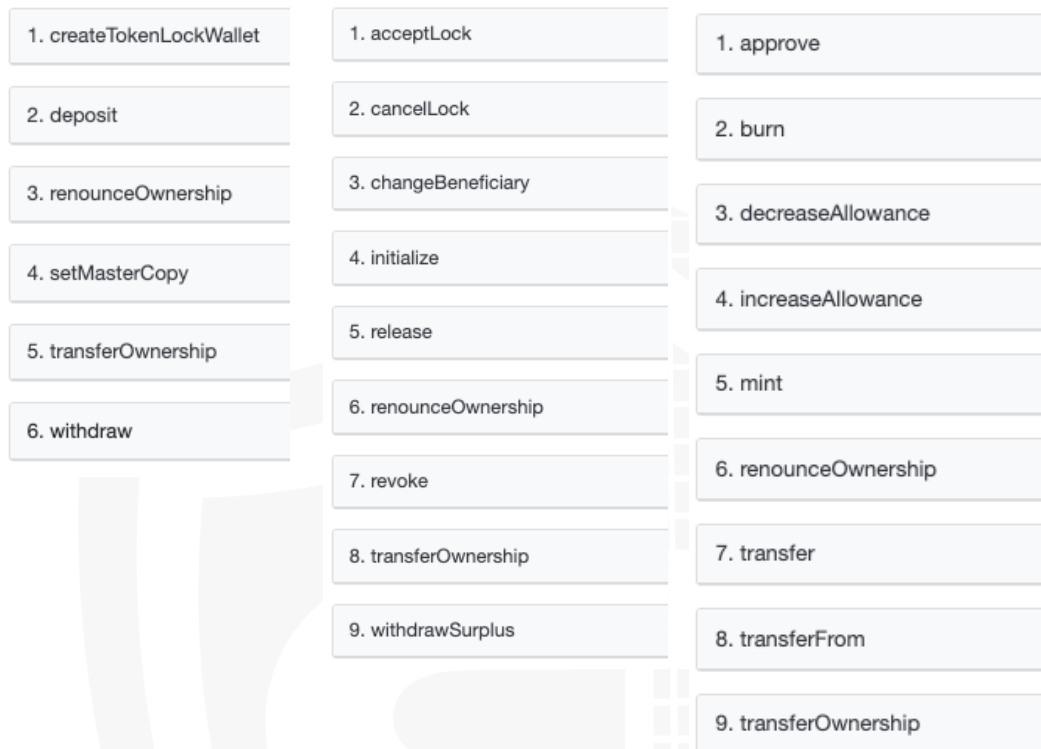 1. createTokenLockWallet
2. deposit
3. renounceOwnership
4. setMasterCopy
5. transferOwnership
6. withdraw
1. acceptLock
2. cancelLock
3. changeBeneficiary
4. initialize
5. release
6. renounceOwnership
7. revoke
8. transferOwnership
9. withdrawSurplus
1. approve
2. burn
3. decreaseAllowance
4. increaseAllowance
5. mint
6. renounceOwnership
7. transfer
8. transferFrom
9. transferOwnership